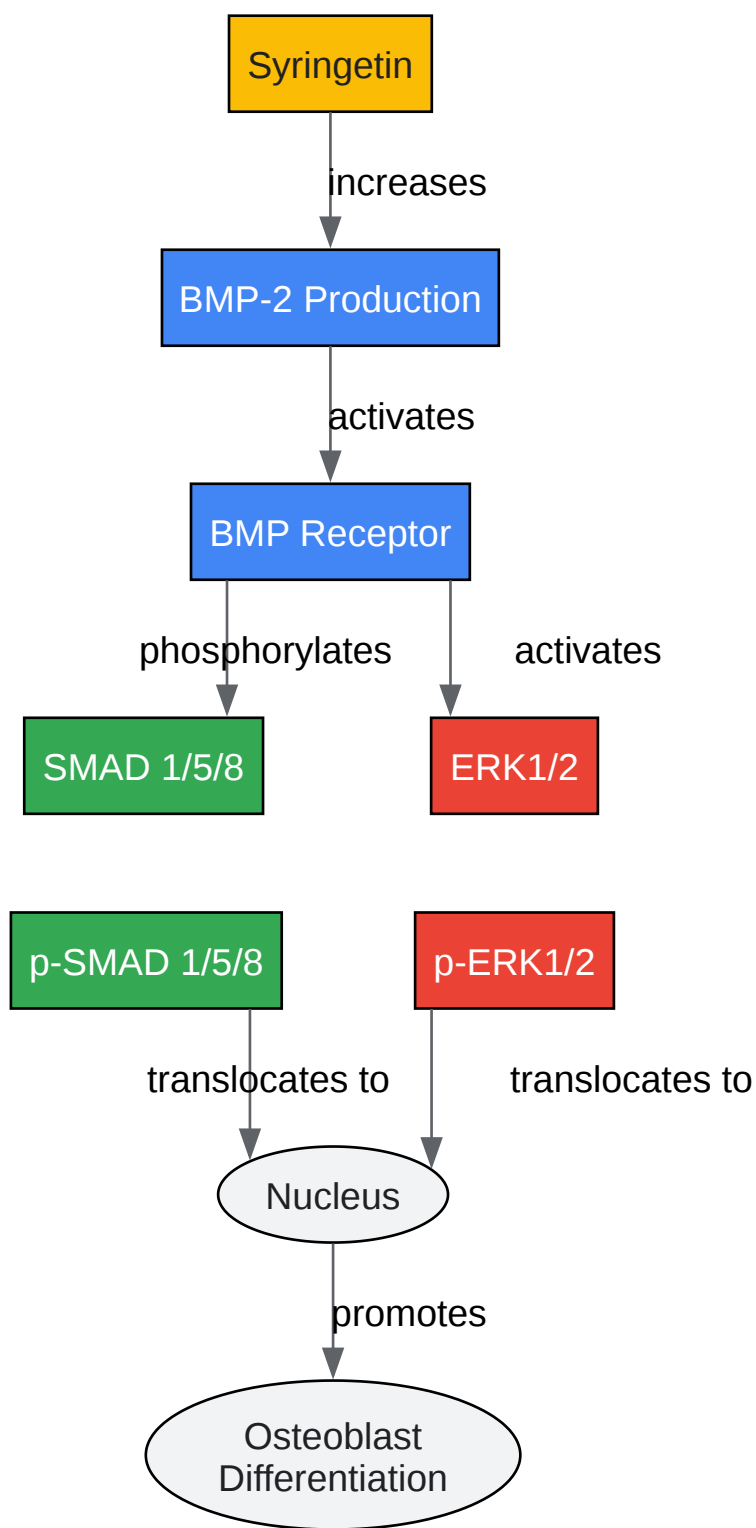 Syringetin
increases
BMP-2 Production
activates
BMP Receptor
phosphorylates
activates
SMAD 1/5/8
ERK1/2
p-SMAD 1/5/8
p-ERK1/2
translocates to
translocates to
Nucleus
promotes
Osteoblast
Differentiation